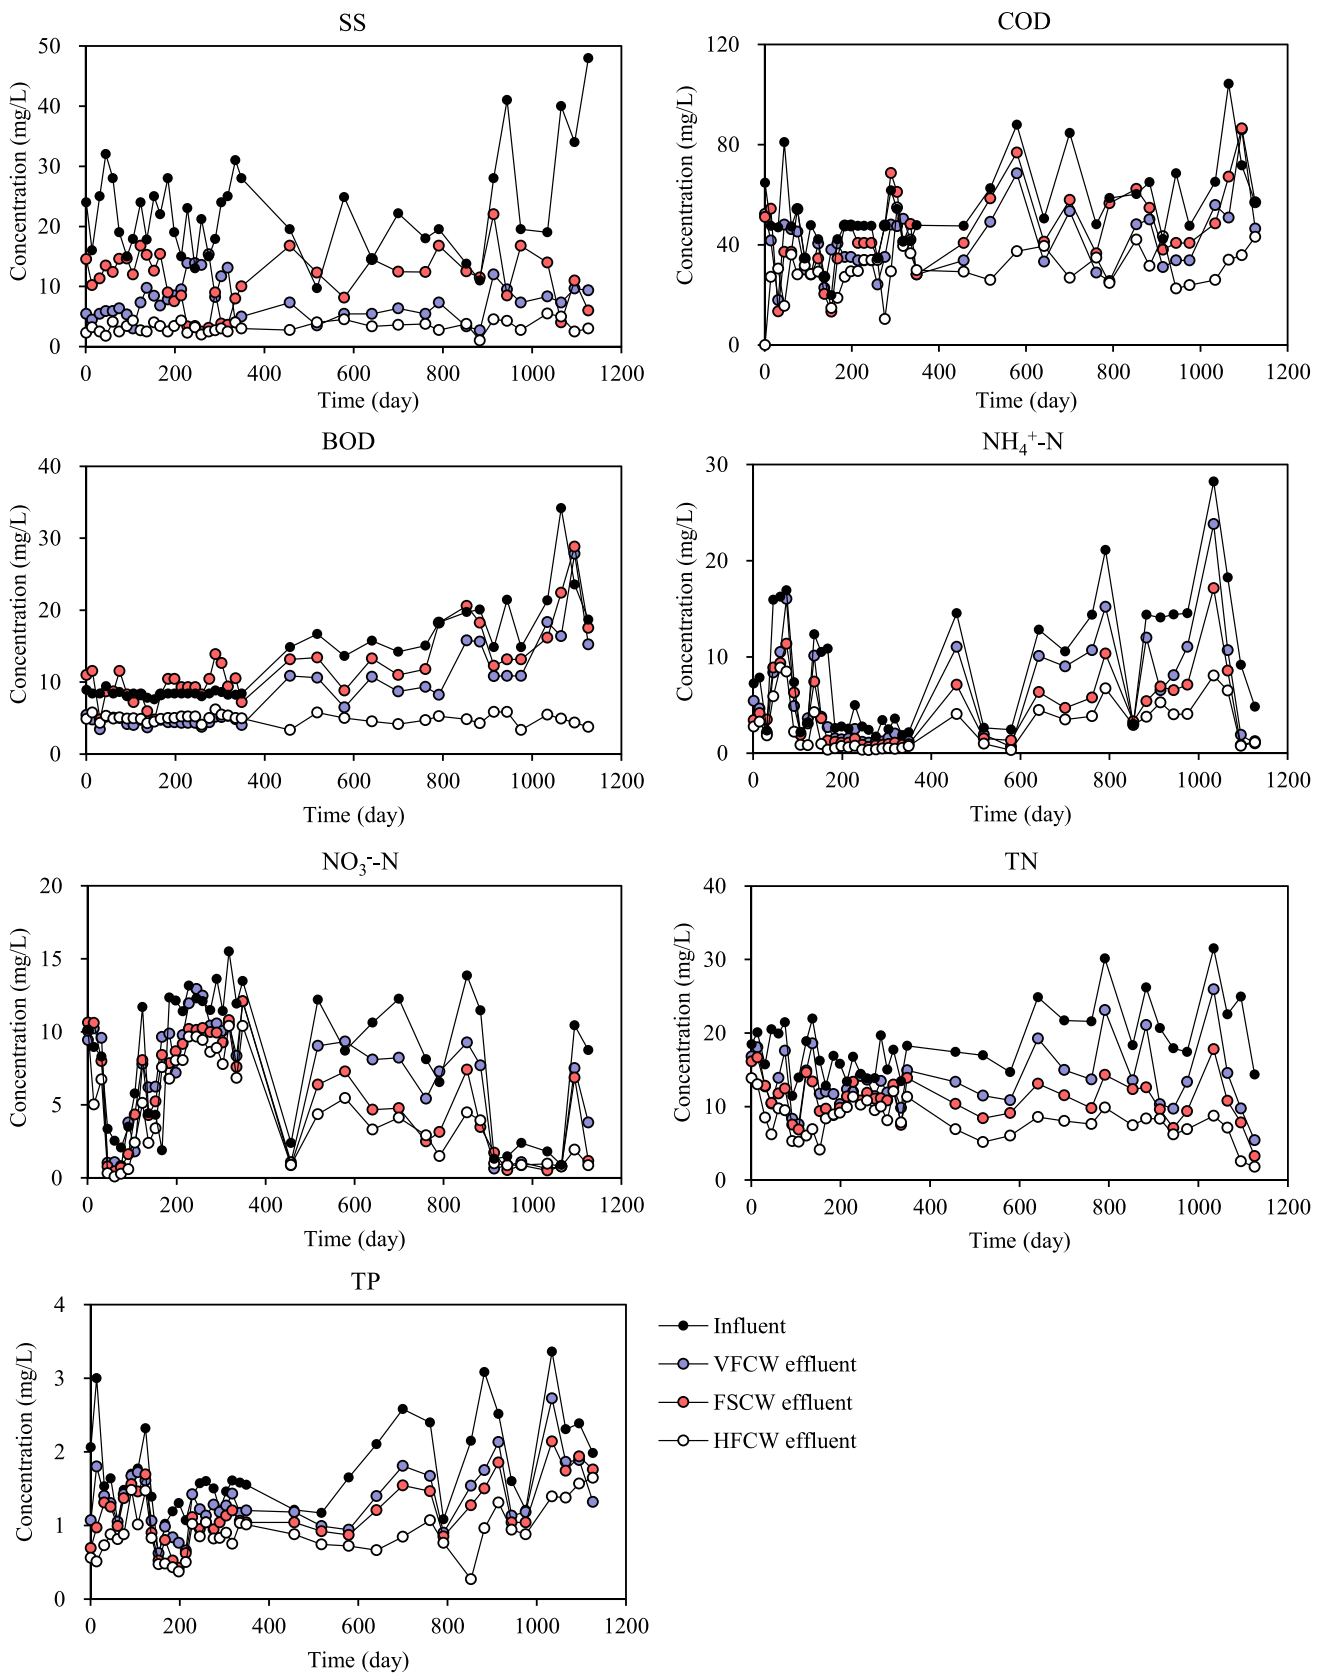 SS
Concentration (mg/L)
50
40
30
20
10
0
0 200 400 600 800 1000 1200
Time (day)
COD
Concentration (mg/L)
120
80
40
0
0 200 400 600 800 1000 1200
Time (day)
BOD
Concentration (mg/L)
40
30
20
10
0
0 200 400 600 800 1000 1200
Time (day)
NH₄⁺-N
Concentration (mg/L)
30
20
10
0
0 200 400 600 800 1000 1200
Time (day)
NO₃⁻-N
Concentration (mg/L)
20
15
10
5
0
0 200 400 600 800 1000 1200
Time (day)
TN
Concentration (mg/L)
40
30
20
10
0
0 200 400 600 800 1000 1200
Time (day)
TP
Concentration (mg/L)
4
3
2
1
0
0 200 400 600 800 1000 1200
Time (day)
Influent
VFCW effluent
FSCW effluent
HFCW effluent